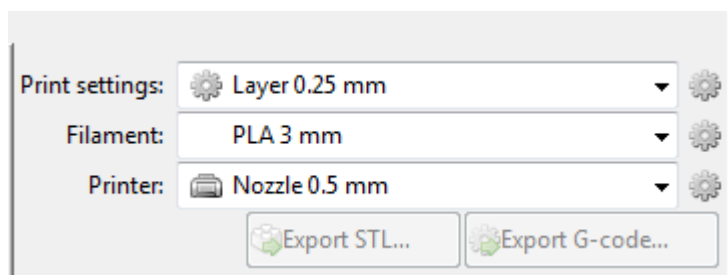 Print settings: Layer 0.25 mm
Filament: PLA 3 mm
Printer: Nozzle 0.5 mm
Export STL... Export G-code...